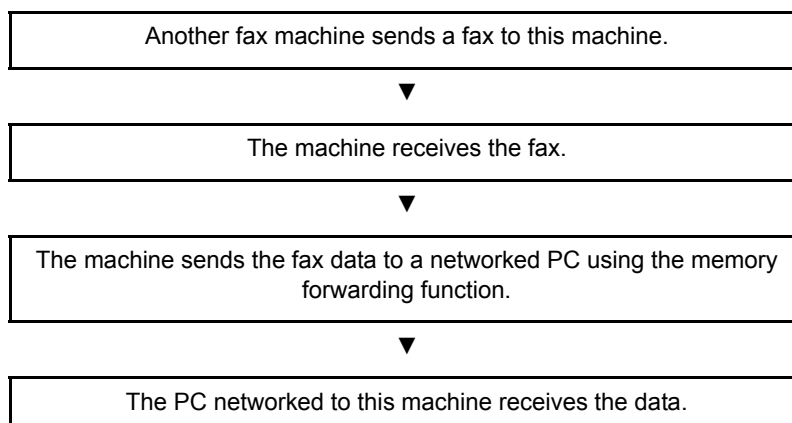 Another fax machine sends a fax to this machine.
▼
The machine receives the fax.
▼
The machine sends the fax data to a networked PC using the memory
forwarding function.
▼
The PC networked to this machine receives the data.